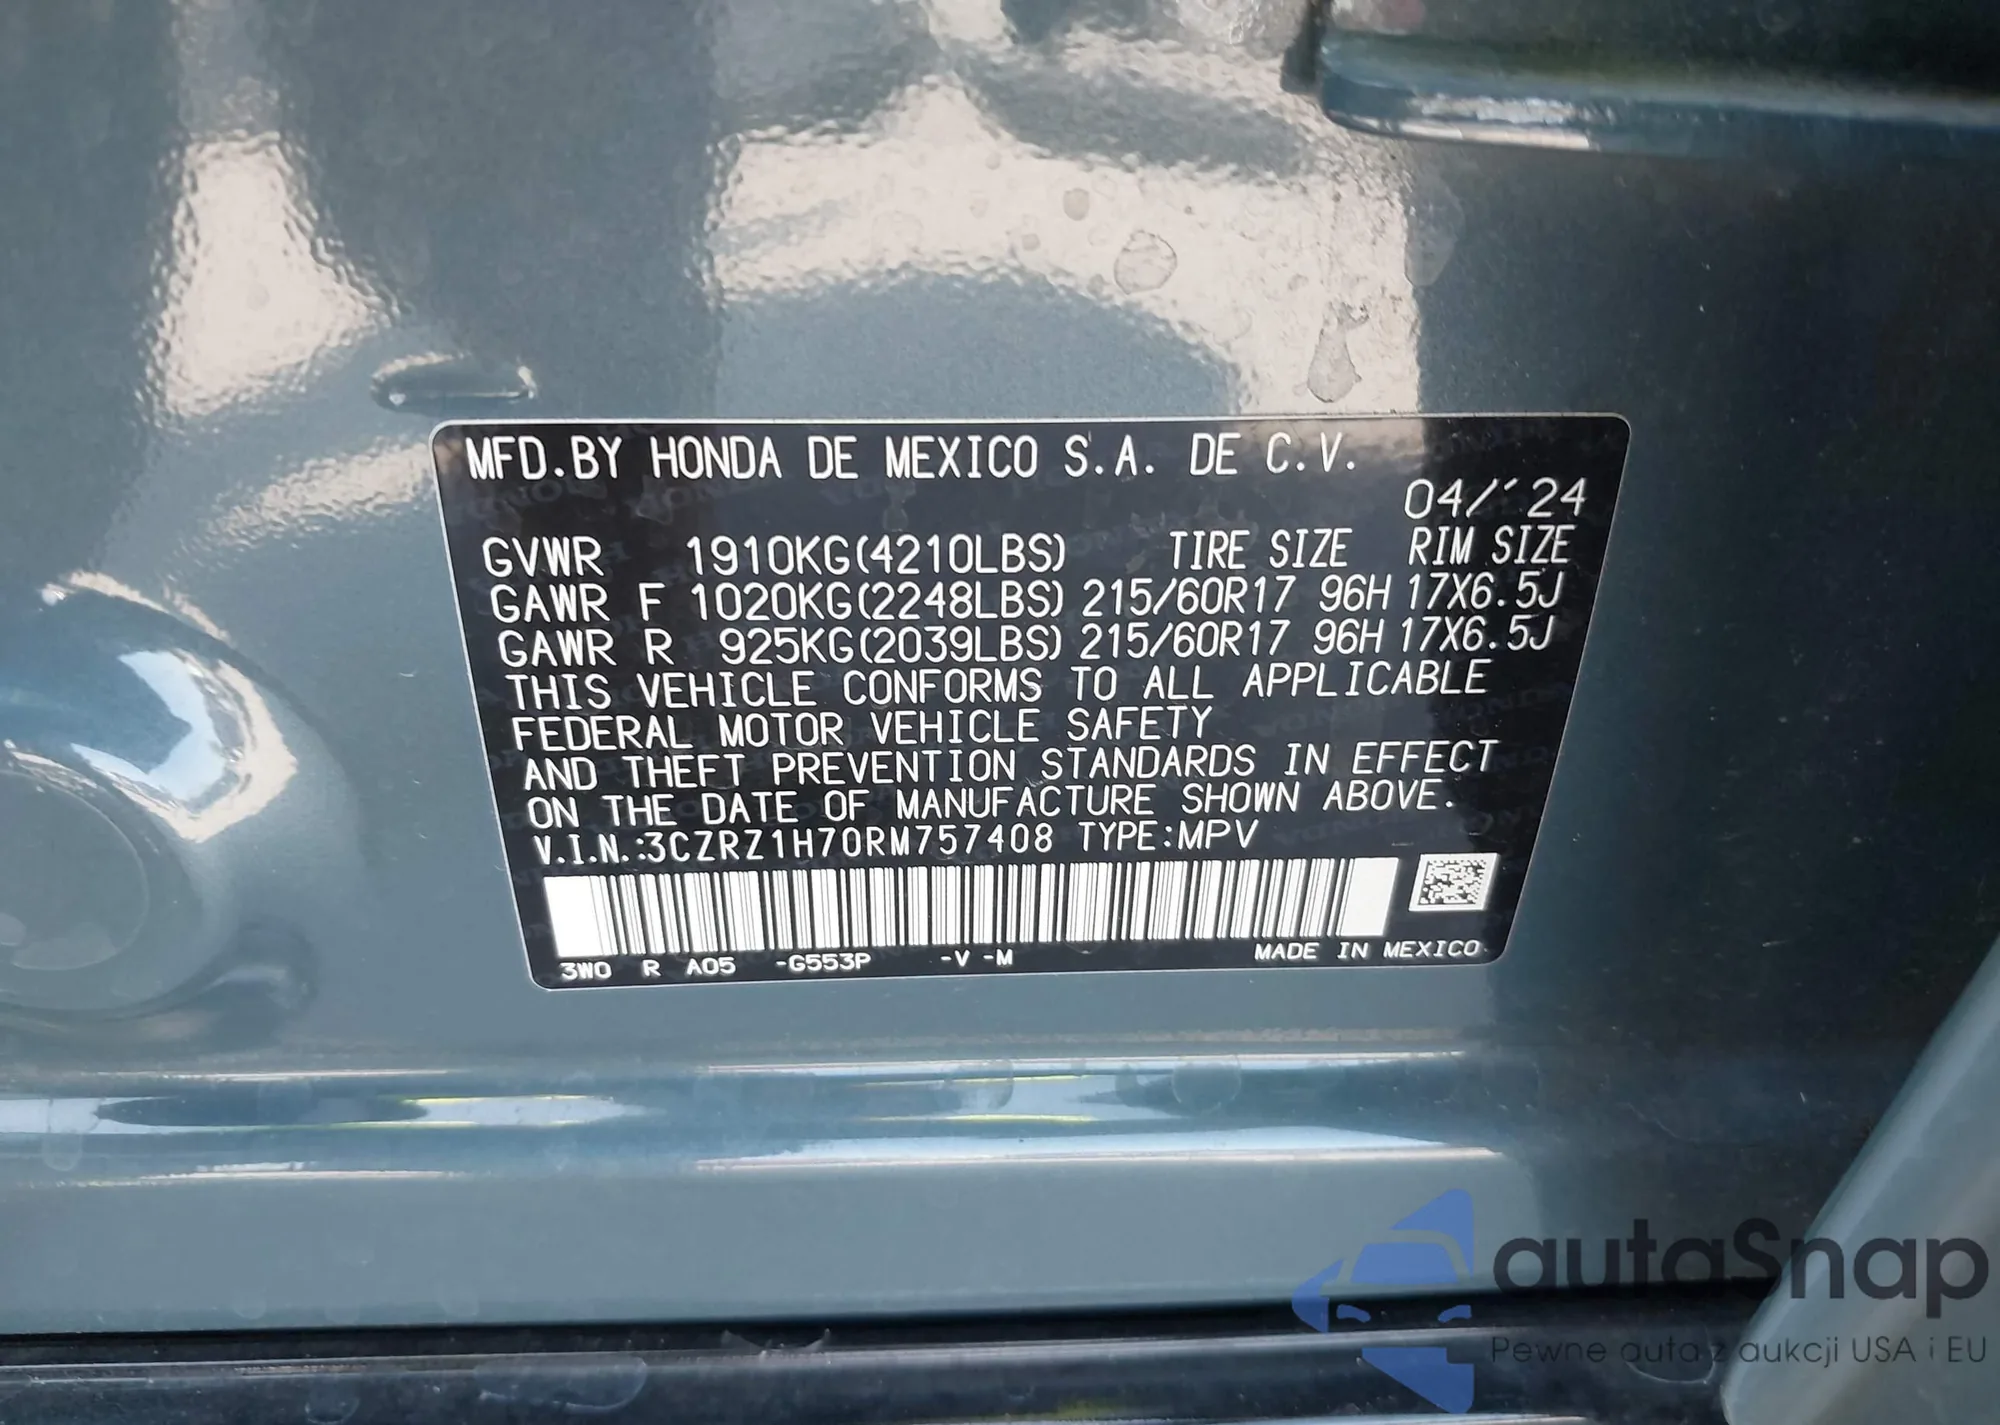 MFD.BY HONDA DE MEXICO S.A. DE C.V.
04/´24
GVWR 1910KG(4210LBS) TIRE SIZE RIM SIZE
GAWR F 1020KG(2248LBS) 215/60R17 96H 17X6.5J
GAWR R 925KG(2039LBS) 215/60R17 96H 17X6.5J
THIS VEHICLE CONFORMS TO ALL APPLICABLE
FEDERAL MOTOR VEHICLE SAFETY
AND THEFT PREVENTION STANDARDS IN EFFECT
ON THE DATE OF MANUFACTURE SHOWN ABOVE.
V.I.N.:3CZRZ1H70RM757408 TYPE:MPV
3W0 R A05 -G553P -V -M MADE IN MEXICO
autaSnap
Pewne auta z aukcji USA i EU